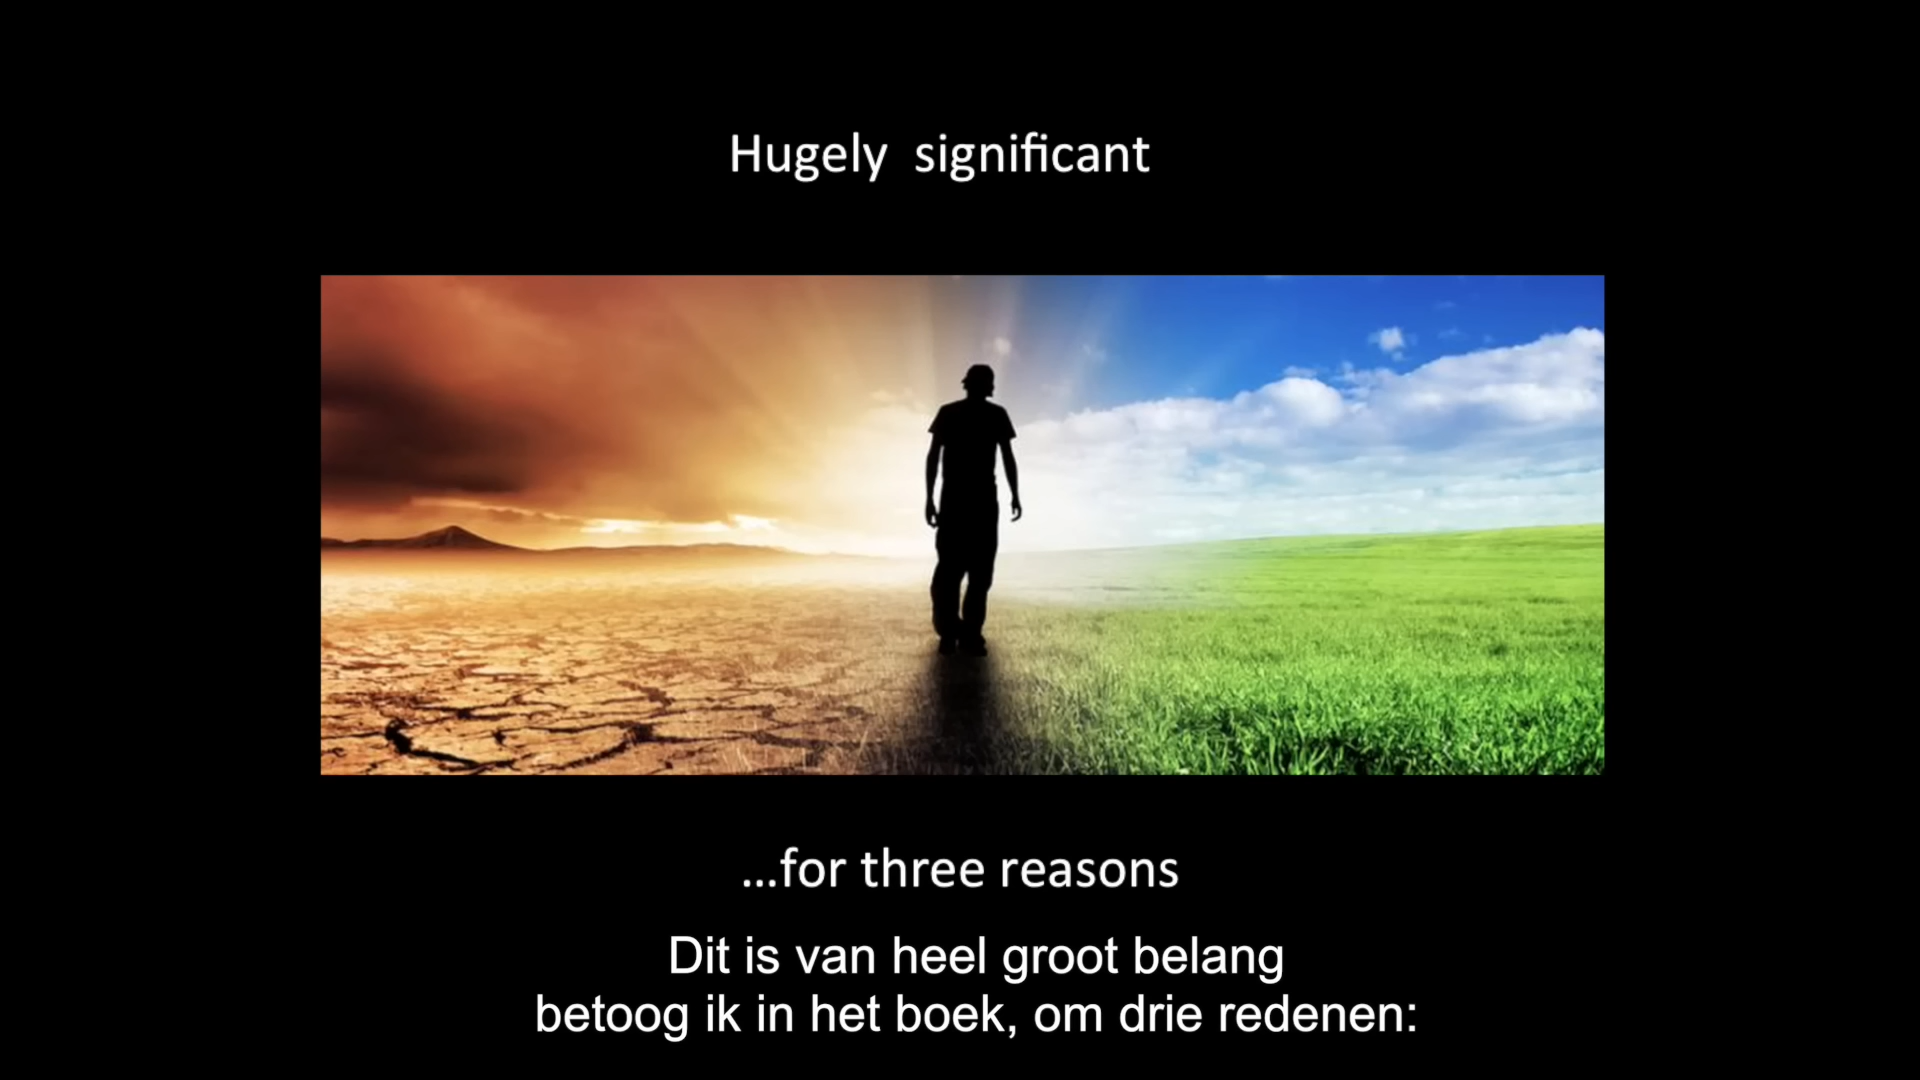 Hugely  significant
...for three reasons
Dit is van heel groot belang
betoog ik in het boek, om drie redenen: